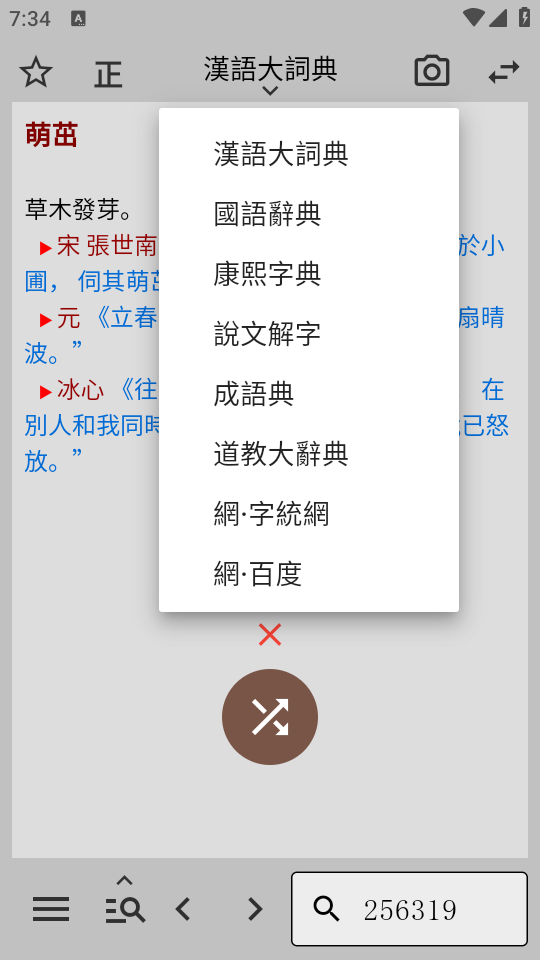 7:34
正
漢語大詞典
萌茁
漢語大詞典
國語辭典
康熙字典
說文解字
成語典
道教大辭典
網·字統網
網·百度
草木發芽。
▶宋 張世南 於小
圃， 伺其萌
▶元 《立春 扇晴
波。”
▶冰心 《往 在
別人和我同時 已怒
放。”
256319